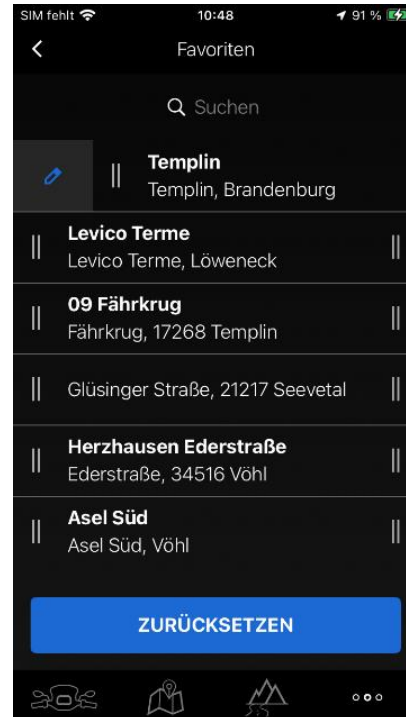 SIM fehlt 10:48 91 %
Favoriten
Suchen
Templin
Templin, Brandenburg
Levico Terme
Levico Terme, Löweneck
09 Fährkrug
Fährkrug, 17268 Templin
Glüsinger Straße, 21217 Seevetal
Herzhausen Ederstraße
Ederstraße, 34516 Vöhl
Asel Süd
Asel Süd, Vöhl
ZURÜCKSETZEN